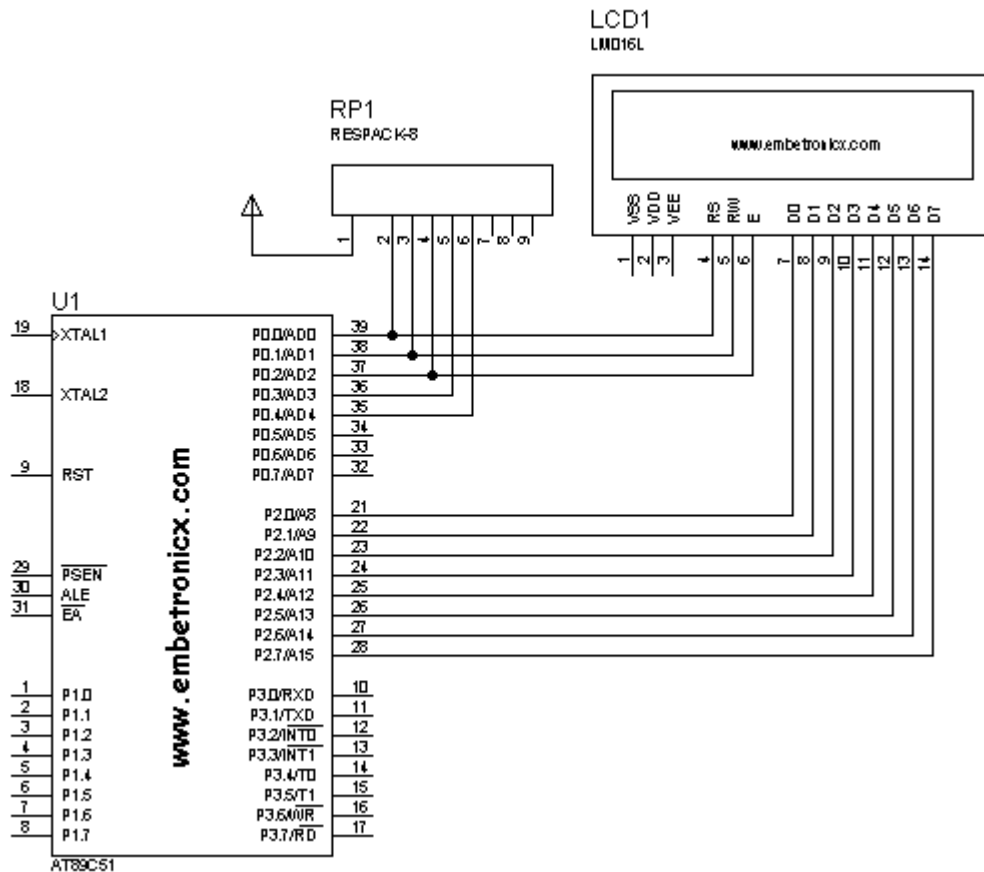 LCD1
LM016L
www.embetronicx.com
VSS
VDD
VEE
RS
RW
E
D0
D1
D2
D3
D4
D5
D6
D7
1
2
3
4
5
6
7
8
9
10
11
12
13
14
RP1
RESPACK-8
1
2
3
4
5
6
7
8
9
U1
19 XTAL1
18 XTAL2
9 RST
29 PSEN
30 ALE
31 EA
1 P1.0
2 P1.1
3 P1.2
4 P1.3
5 P1.4
6 P1.5
7 P1.6
8 P1.7
www.embetronicx.com
P0.0/AD0 39
P0.1/AD1 38
P0.2/AD2 37
P0.3/AD3 36
P0.4/AD4 35
P0.5/AD5 34
P0.6/AD6 33
P0.7/AD7 32
P2.0/A8 21
P2.1/A9 22
P2.2/A10 23
P2.3/A11 24
P2.4/A12 25
P2.5/A13 26
P2.6/A14 27
P2.7/A15 28
P3.0/RXD 10
P3.1/TXD 11
P3.2/INT0 12
P3.3/INT1 13
P3.4/T0 14
P3.5/T1 15
P3.6/WR 16
P3.7/RD 17
AT89C51